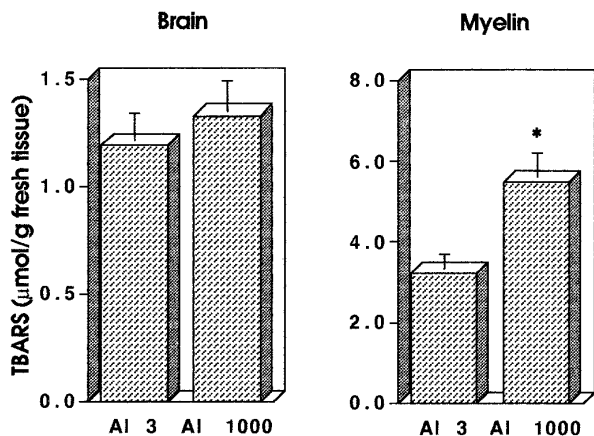 Brain
Myelin
TBARS (μmol/g fresh tissue)
1.5
1.0
0.5
0.0
Al 3 Al 1000
8.0
6.0
4.0
2.0
0.0
*
Al 3 Al 1000